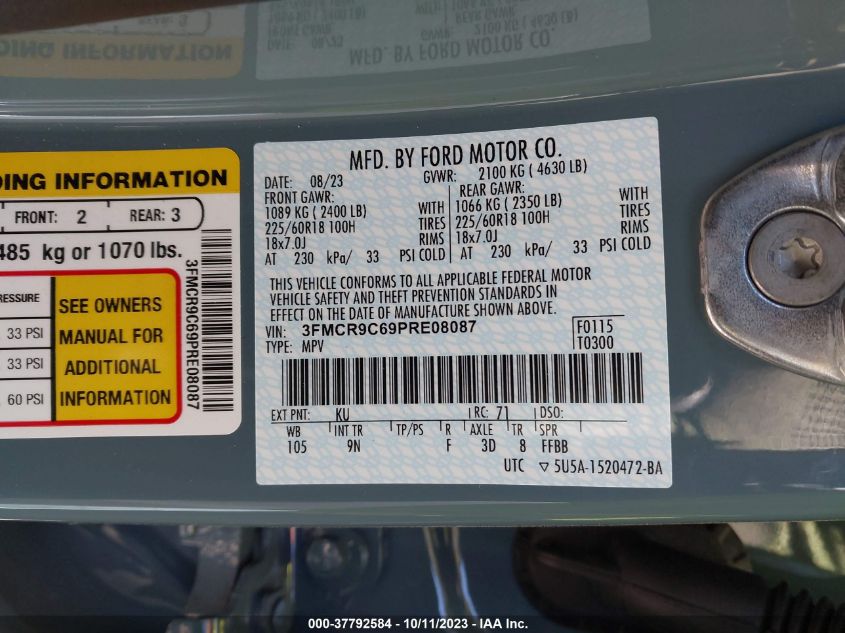 DING INFORMATION
FRONT: 2 REAR: 3
485 kg or 1070 lbs.
RESSURE
33 PSI
33 PSI
60 PSI
SEE OWNERS
MANUAL FOR
ADDITIONAL
INFORMATION
3FMCR9C69PRE08087
MFD. BY FORD MOTOR CO.
DATE: 08/23 GVWR: 2100 KG ( 4630 LB)
FRONT GAWR: REAR GAWR:
1089 KG ( 2400 LB) WITH 1066 KG ( 2350 LB) WITH
225/60R18 100H TIRES 225/60R18 100H TIRES
18x7.0J RIMS 18x7.0J RIMS
AT 230 kPa/ 33 PSI COLD AT 230 kPa/ 33 PSI COLD
THIS VEHICLE CONFORMS TO ALL APPLICABLE FEDERAL MOTOR
VEHICLE SAFETY AND THEFT PREVENTION STANDARDS IN
EFFECT ON THE DATE OF MANUFACTURE SHOWN ABOVE.
VIN: 3FMCR9C69PRE08087 F0115
TYPE: MPV T0300
EXT PNT: KU RC: 71 DSO:
WB INT TR TP/PS R AXLE TR SPR
105 9N F 3D 8 FFBB
UTC ▽ 5U5A-1520472-BA
000-37792584 - 10/11/2023 - IAA Inc.